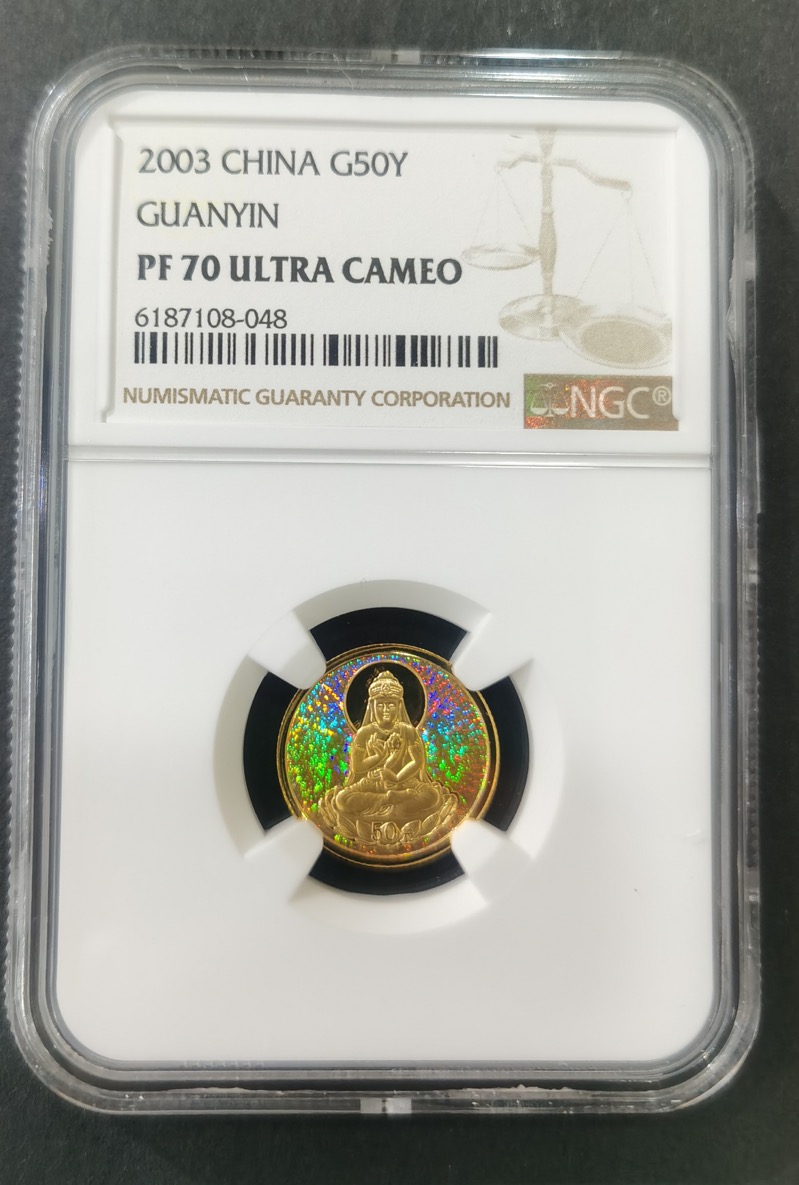 2003 CHINA G50Y
GUANYIN
PF 70 ULTRA CAMEO
6187108-048
NUMISMATIC GUARANTY CORPORATION
NGC®
50元